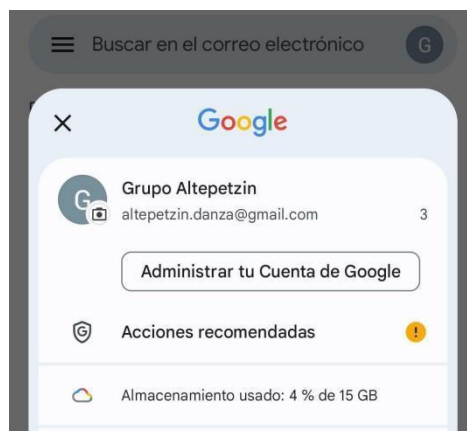 Buscar en el correo electrónico
G
Google
G
Grupo Altepetzin
altepetzin.danza@gmail.com
3
Administrar tu Cuenta de Google
G
Acciones recomendadas
!
Almacenamiento usado: 4 % de 15 GB